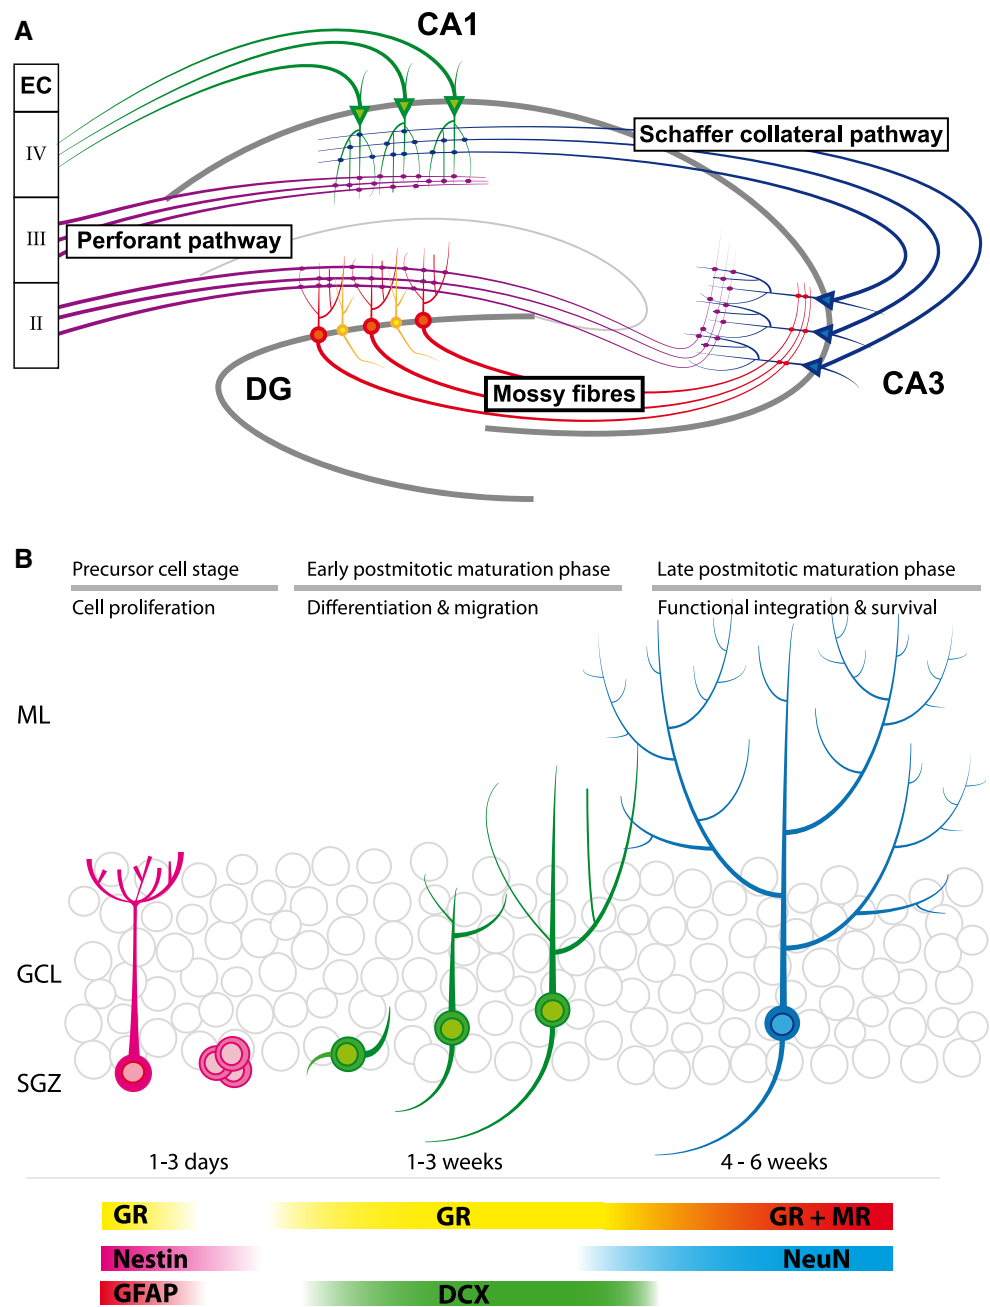 A
CA1
EC
IV
Schaffer collateral pathway
III
Perforant pathway
II
DG
Mossy fibres
CA3
B
Precursor cell stage
Early postmitotic maturation phase
Late postmitotic maturation phase
Cell proliferation
Differentiation & migration
Functional integration & survival
ML
GCL
SGZ
1-3 days
1-3 weeks
4 - 6 weeks
GR
GR
GR + MR
Nestin
NeuN
GFAP
DCX